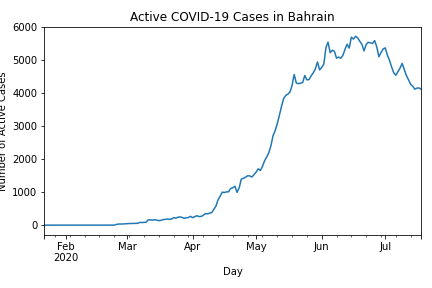 Active COVID-19 Cases in Bahrain
Number of Active Cases
6000
5000
4000
3000
2000
1000
0
Feb
2020
Mar
Apr
May
Jun
Jul
Day